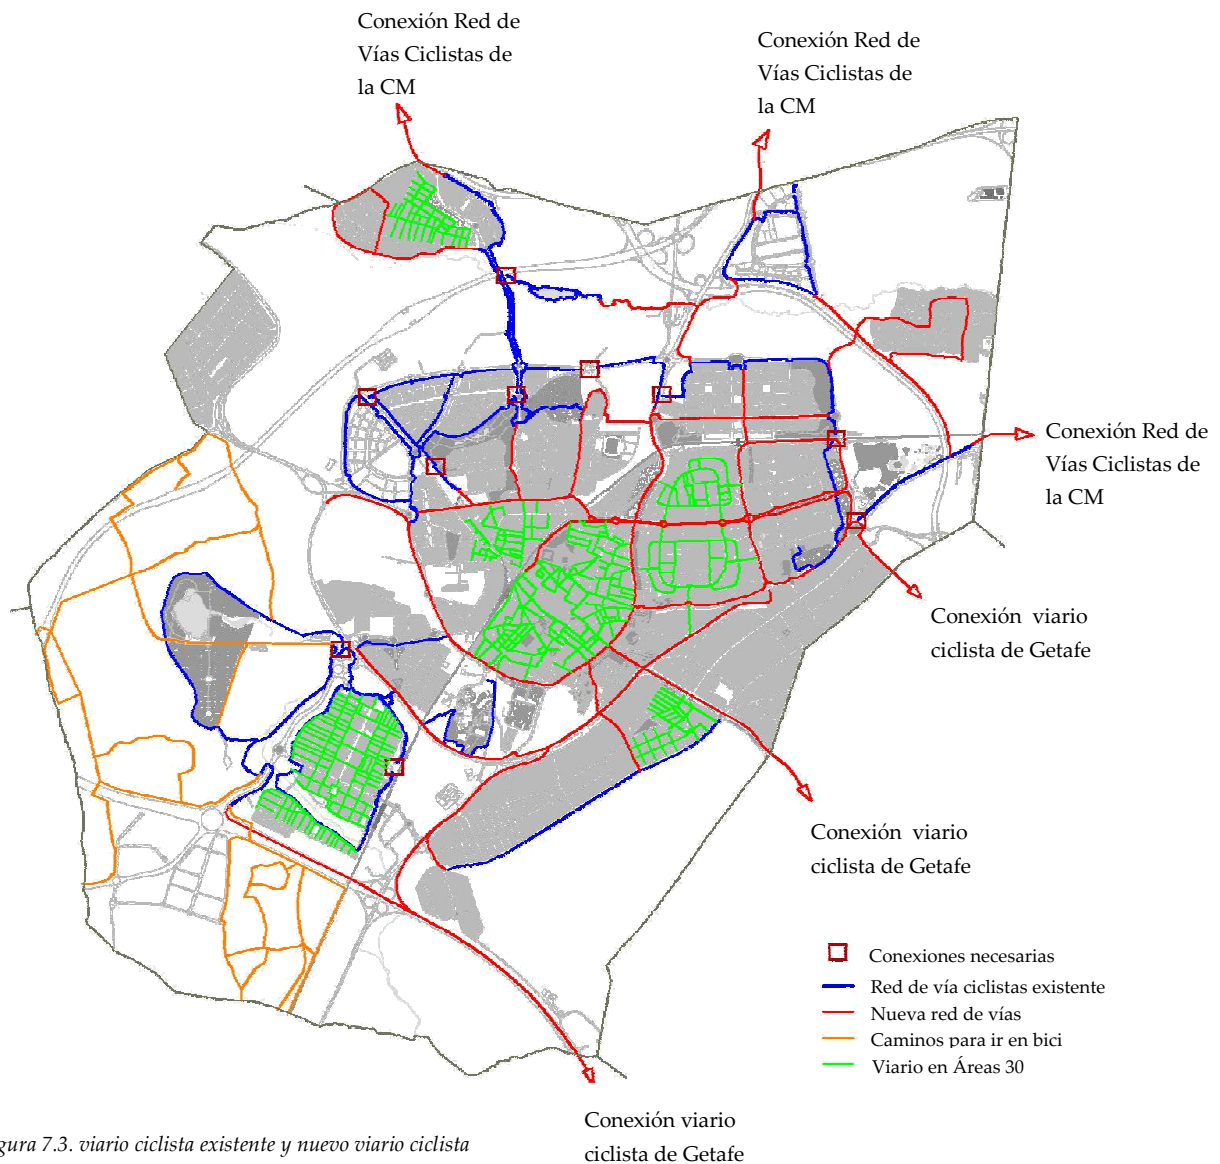 Conexión Red de
Vías Ciclistas de
la CM
Conexión Red de
Vías Ciclistas de
la CM
Conexión Red de
Vías Ciclistas de
la CM
Conexión viario
ciclista de Getafe
Conexión viario
ciclista de Getafe
Conexiones necesarias
Red de vía ciclistas existente
Nueva red de vías
Caminos para ir en bici
Viario en Áreas 30
Conexión viario
ciclista de Getafe
gura 7.3. viario ciclista existente y nuevo viario ciclista